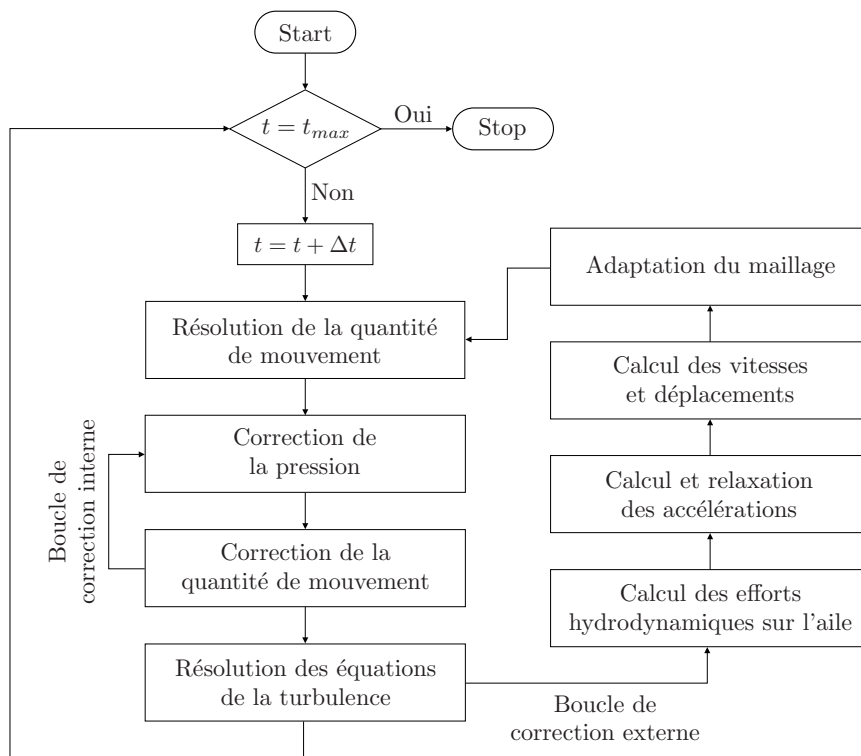 Start
t = t_max
Oui
Stop
Non
t = t + Δt
Résolution de la quantité
de mouvement
Correction de
la pression
Boucle de
correction interne
Correction de la
quantité de mouvement
Résolution des équations
de la turbulence
Boucle de
correction externe
Adaptation du maillage
Calcul des vitesses
et déplacements
Calcul et relaxation
des accélérations
Calcul des efforts
hydrodynamiques sur l'aile